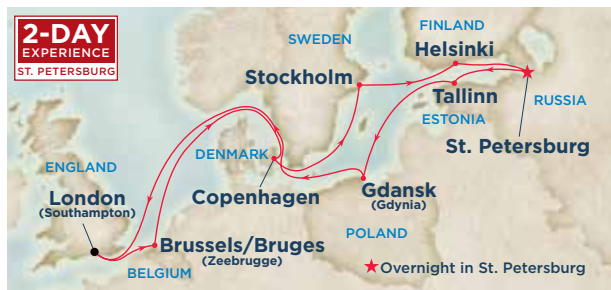 2-DAY
EXPERIENCE
ST. PETERSBURG
FINLAND
SWEDEN
Helsinki
Stockholm
Tallinn
RUSSIA
ESTONIA
St. Petersburg
DENMARK
ENGLAND
London
(Southampton)
Copenhagen
Gdansk
(Gdynia)
Brussels/Bruges
(Zeebrugge)
POLAND
BELGIUM
Overnight in St. Petersburg